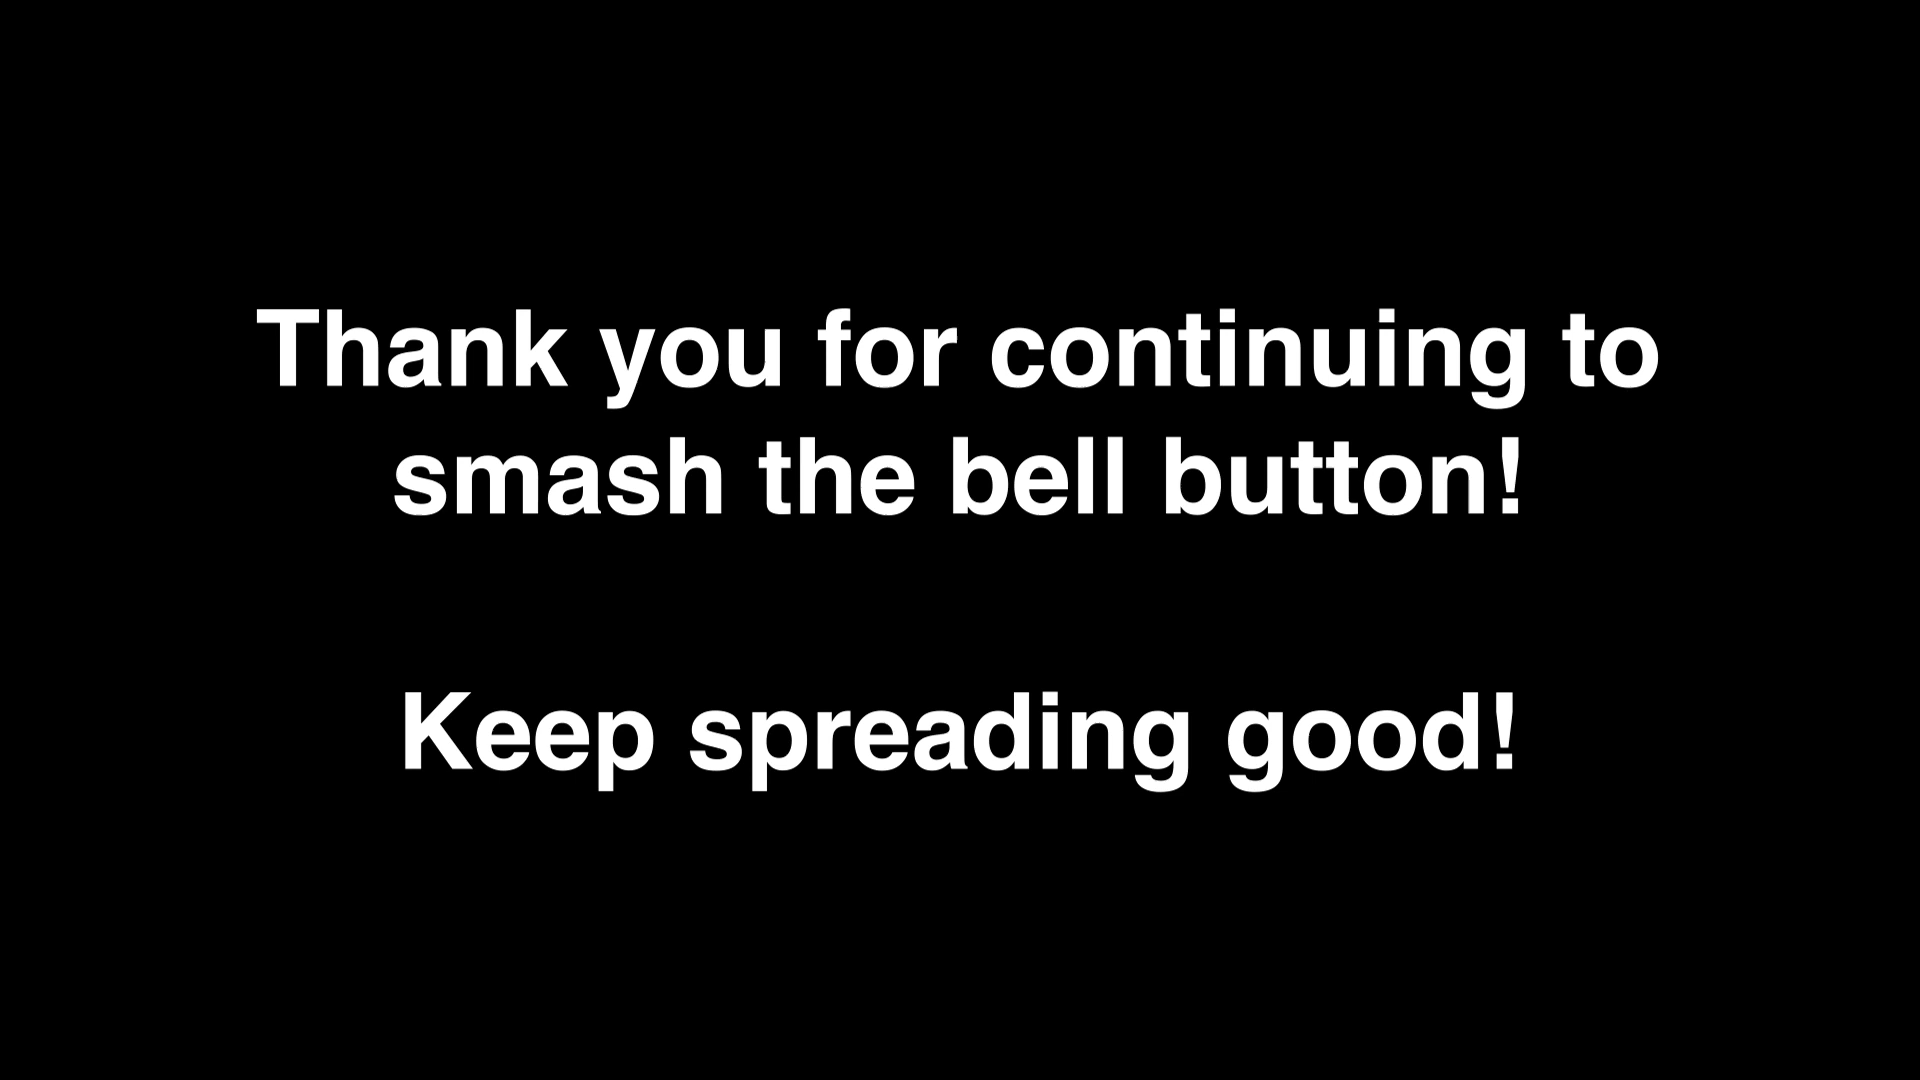 Thank you for continuing to
smash the bell button!
Keep spreading good!